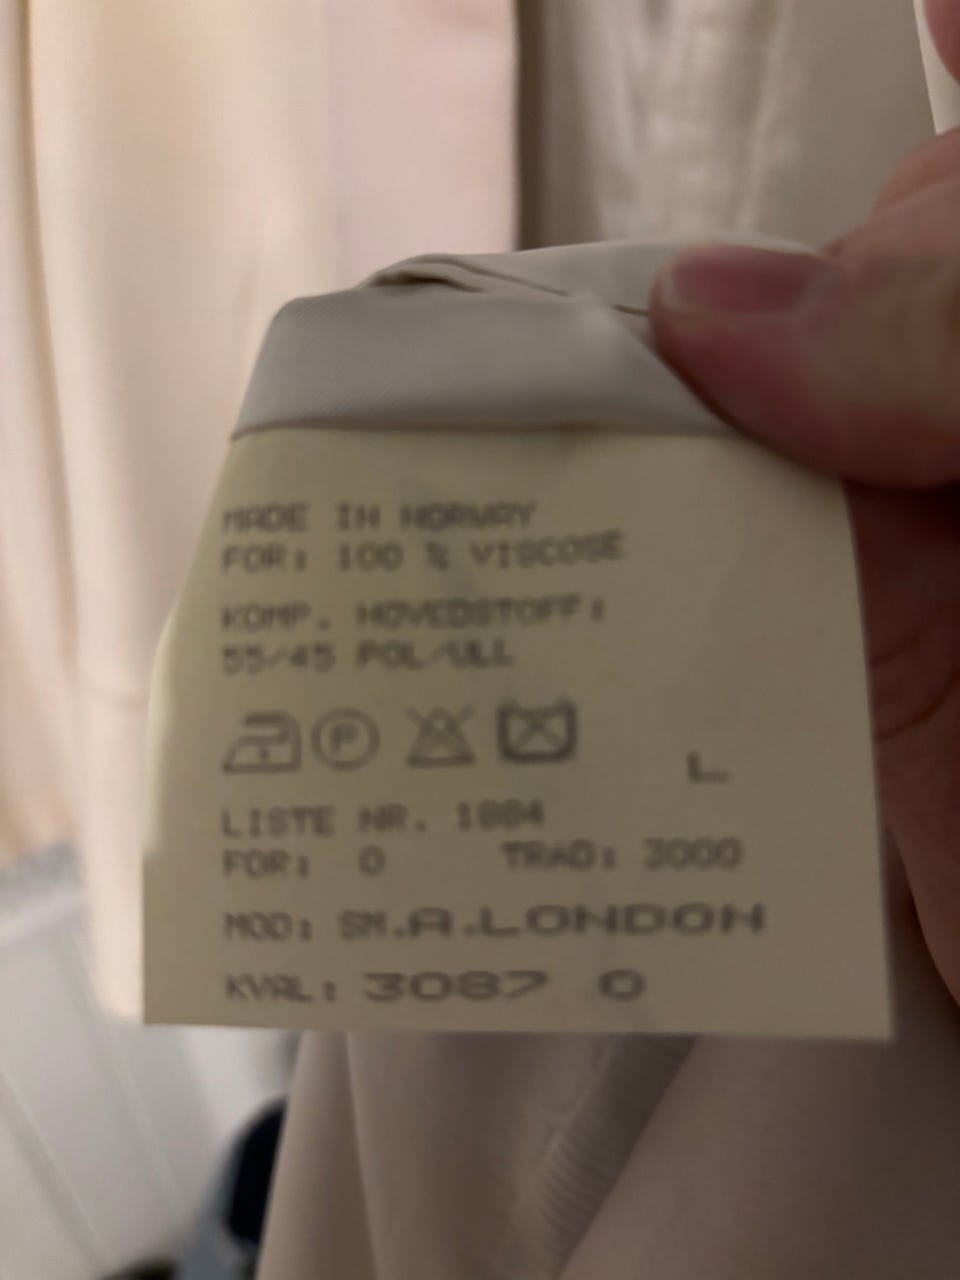 MADE IN NORWAY
FOR: 100 % VISCOSE
KOMP. HOVEDSTOFF:
55/45 POL/ULL
P
L
LISTE NR. 1884
FOR: 0 TRÅD: 3000
MOD: SM.A.LONDON
KVAL: 3087 0